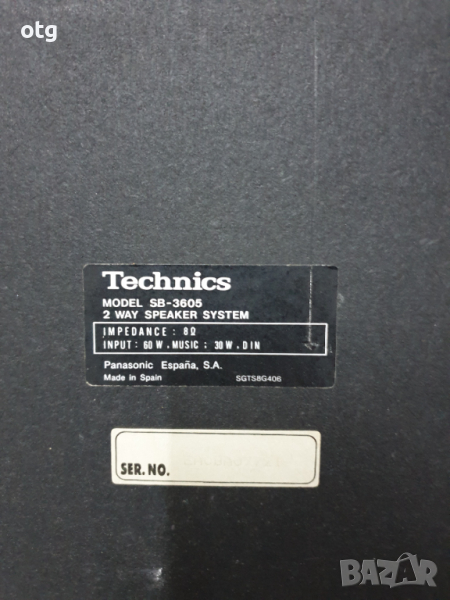 otg
Technics
MODEL SB-3605
2 WAY SPEAKER SYSTEM
IMPEDANCE : 8Ω
INPUT : 60 W . MUSIC ; 30 W . DIN
Panasonic España, S.A.
Made in Spain SGTS8G406
SER. NO.
BAZAR